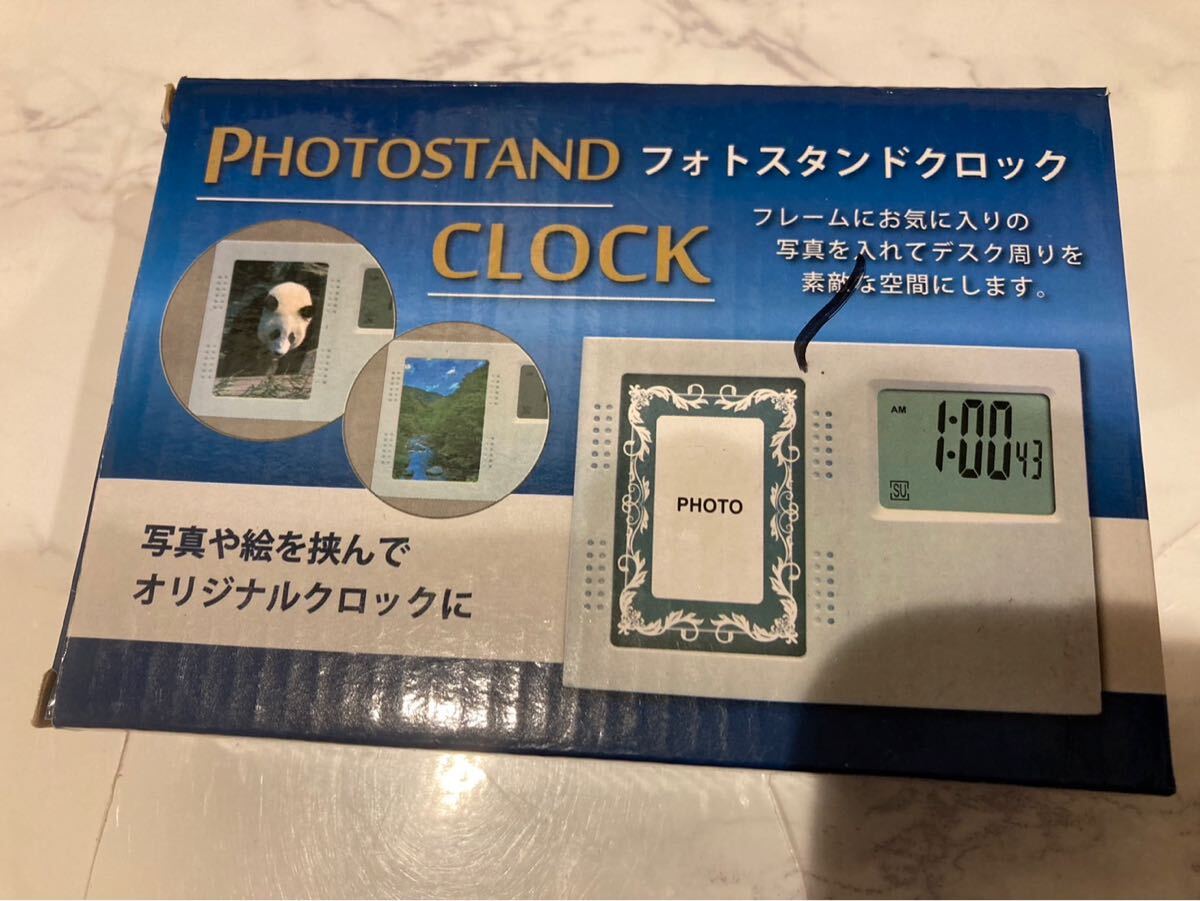 PHOTOSTAND フォトスタンドクロック
CLOCK
フレームにお気に入りの
写真を入れてデスク周りを
素敵な空間にします。
写真や絵を挟んで
オリジナルクロックに
PHOTO
AM
1:00 43
SU